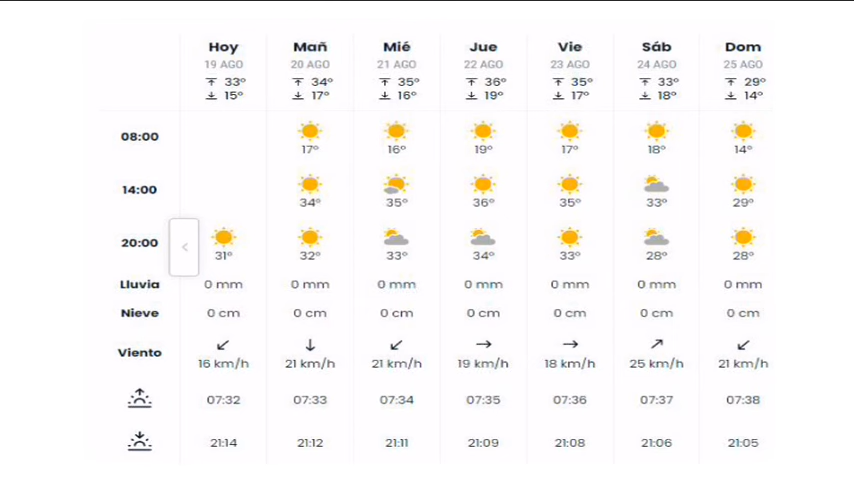 Hoy Mañ Mié Jue Vie Sáb Dom
19 AGO 20 AGO 21 AGO 22 AGO 23 AGO 24 AGO 25 AGO
33° 34° 35° 36° 35° 33° 29°
15° 17° 16° 19° 17° 18° 14°
08:00 17° 16° 19° 17° 18° 14°
14:00 34° 35° 36° 35° 33° 29°
20:00 31° 32° 33° 34° 33° 28° 28°
Lluvia 0 mm 0 mm 0 mm 0 mm 0 mm 0 mm 0 mm
Nieve 0 cm 0 cm 0 cm 0 cm 0 cm 0 cm 0 cm
Viento 16 km/h 21 km/h 21 km/h 19 km/h 18 km/h 25 km/h 21 km/h
07:32 07:33 07:34 07:35 07:36 07:37 07:38
21:14 21:12 21:11 21:09 21:08 21:06 21:05